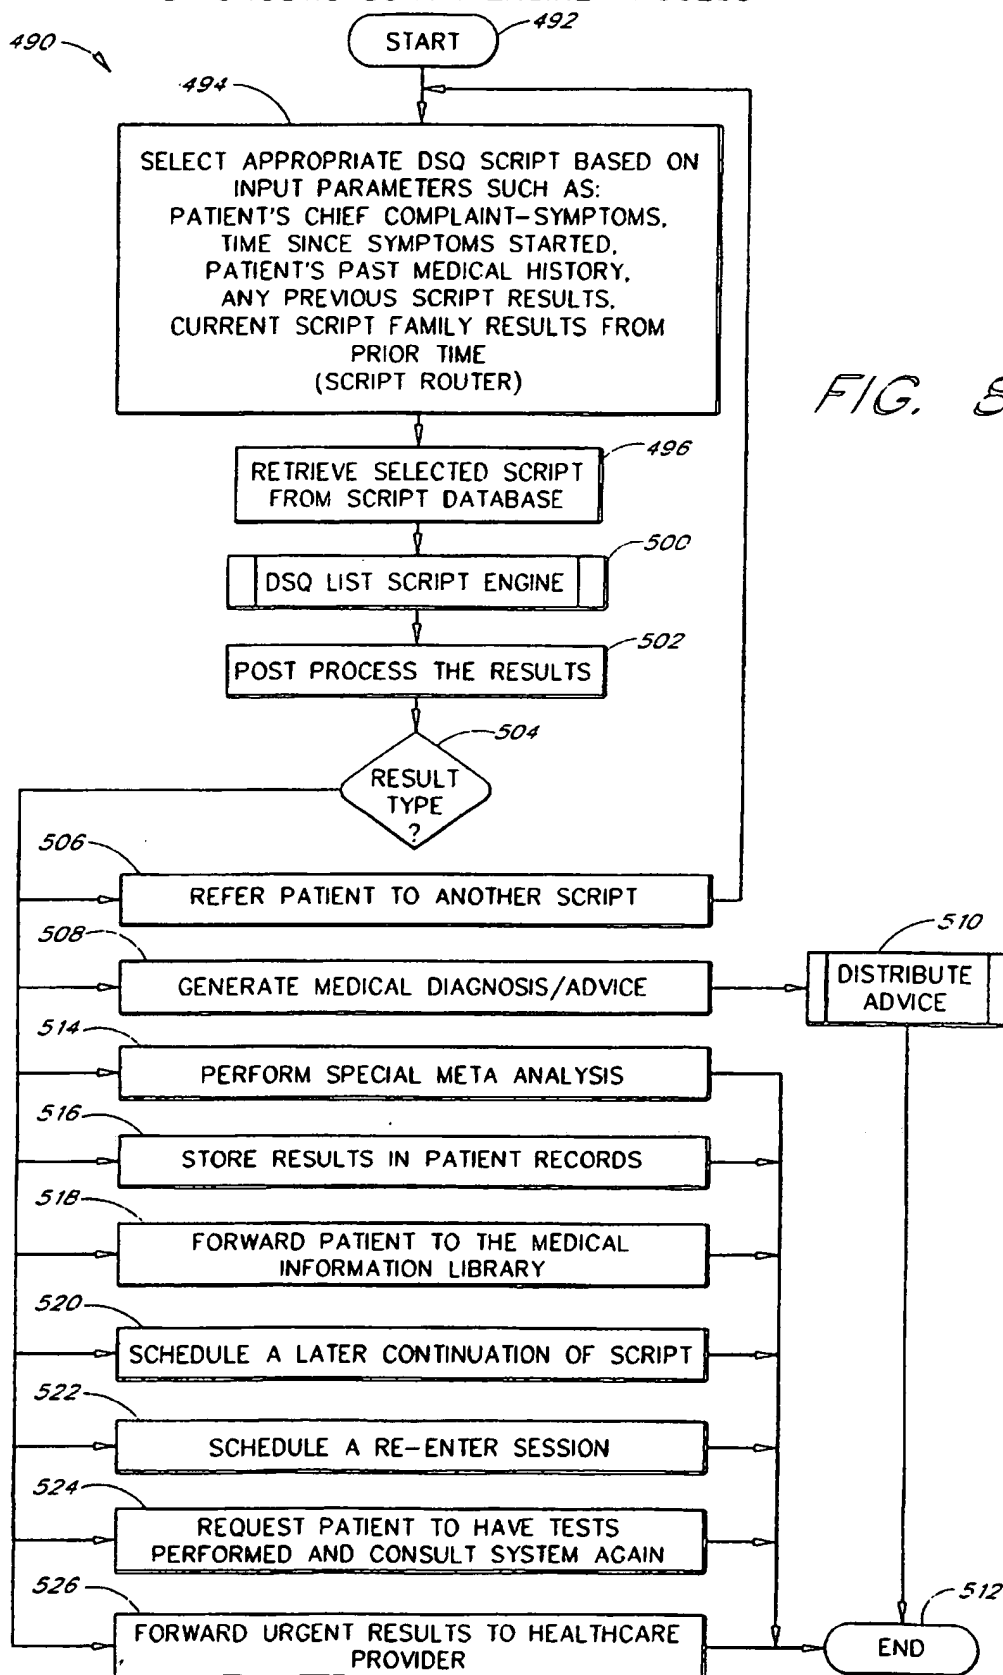 492
START
490
494
SELECT APPROPRIATE DSQ SCRIPT BASED ON
INPUT PARAMETERS SUCH AS:
PATIENT'S CHIEF COMPLAINT-SYMPTOMS,
TIME SINCE SYMPTOMS STARTED,
PATIENT'S PAST MEDICAL HISTORY,
ANY PREVIOUS SCRIPT RESULTS,
CURRENT SCRIPT FAMILY RESULTS FROM
PRIOR TIME
(SCRIPT ROUTER)
FIG. 8
496
RETRIEVE SELECTED SCRIPT
FROM SCRIPT DATABASE
500
DSQ LIST SCRIPT ENGINE
502
POST PROCESS THE RESULTS
504
RESULT
TYPE
?
506
REFER PATIENT TO ANOTHER SCRIPT
508
GENERATE MEDICAL DIAGNOSIS/ADVICE
510
DISTRIBUTE
ADVICE
514
PERFORM SPECIAL META ANALYSIS
516
STORE RESULTS IN PATIENT RECORDS
518
FORWARD PATIENT TO THE MEDICAL
INFORMATION LIBRARY
520
SCHEDULE A LATER CONTINUATION OF SCRIPT
522
SCHEDULE A RE-ENTER SESSION
524
REQUEST PATIENT TO HAVE TESTS
PERFORMED AND CONSULT SYSTEM AGAIN
526
FORWARD URGENT RESULTS TO HEALTHCARE
PROVIDER
512
END